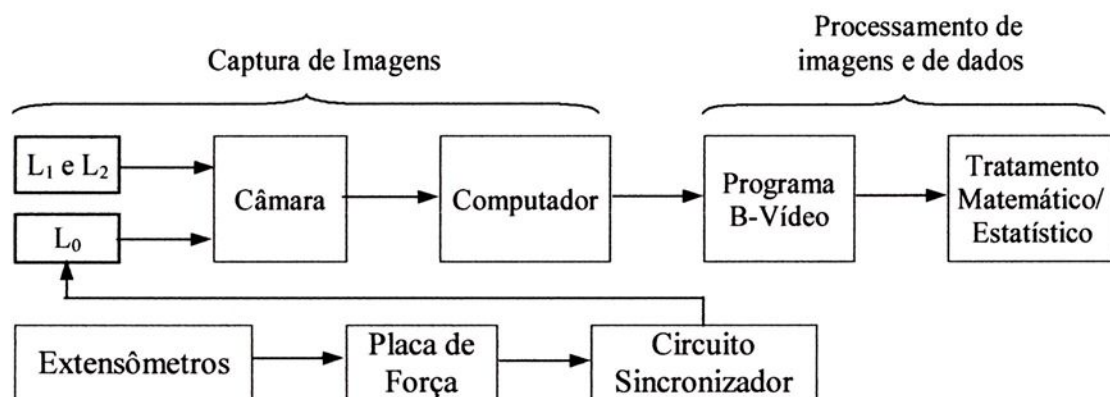 Captura de Imagens
Processamento de
imagens e de dados
L₁ e L₂
L₀
Câmara
Computador
Programa
B-Vídeo
Tratamento
Matemático/
Estatístico
Extensômetros
Placa de
Força
Circuito
Sincronizador